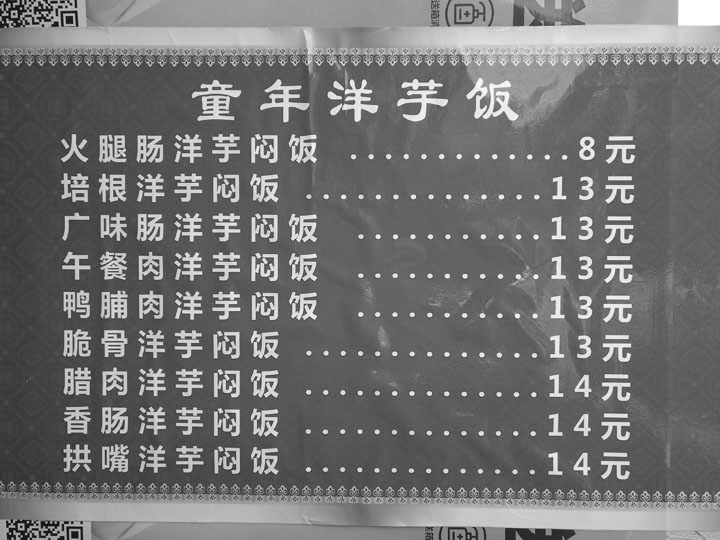 童年洋芋饭
火腿肠洋芋闷饭 .............8元
培根洋芋闷饭 ..............13元
广味肠洋芋闷饭 ...........13元
午餐肉洋芋闷饭 ...........13元
鸭脯肉洋芋闷饭 ...........13元
脆骨洋芋闷饭 ..............13元
腊肉洋芋闷饭 ..............14元
香肠洋芋闷饭 ..............14元
拱嘴洋芋闷饭 ..............14元